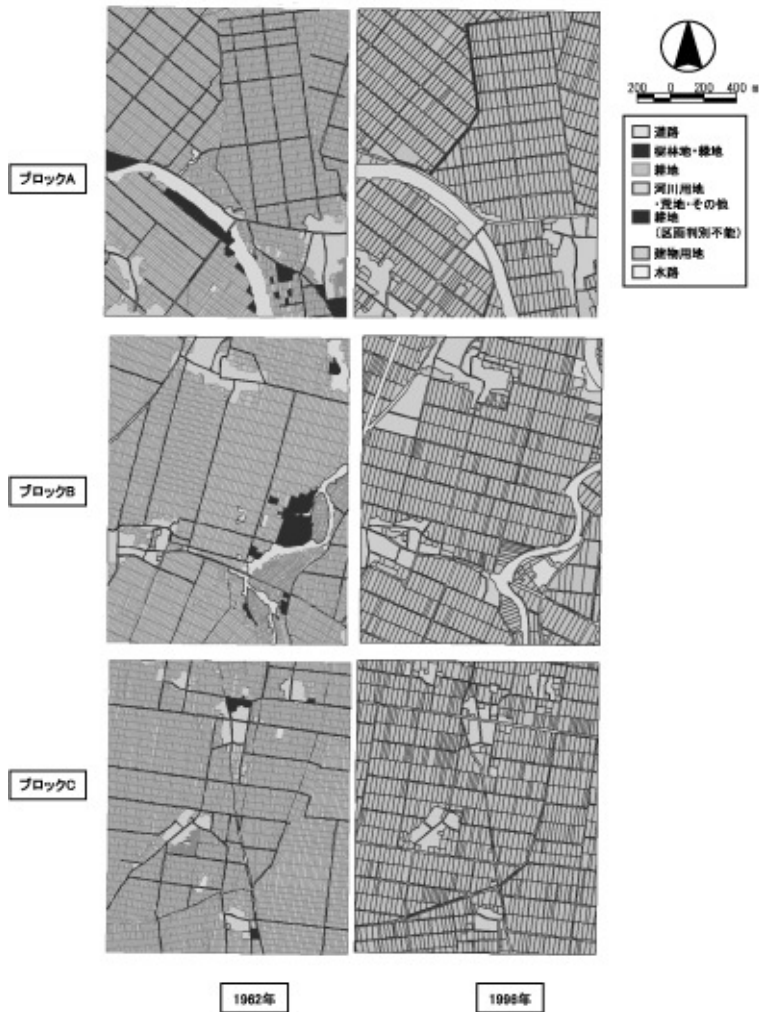 200 0 200 400 m
道路
樹林地・緑地
耕地
河川用地
・荒地・その他
耕地
(区画判別不能)
建物用地
水路
ブロックA
ブロックB
ブロックC
1962年
1998年